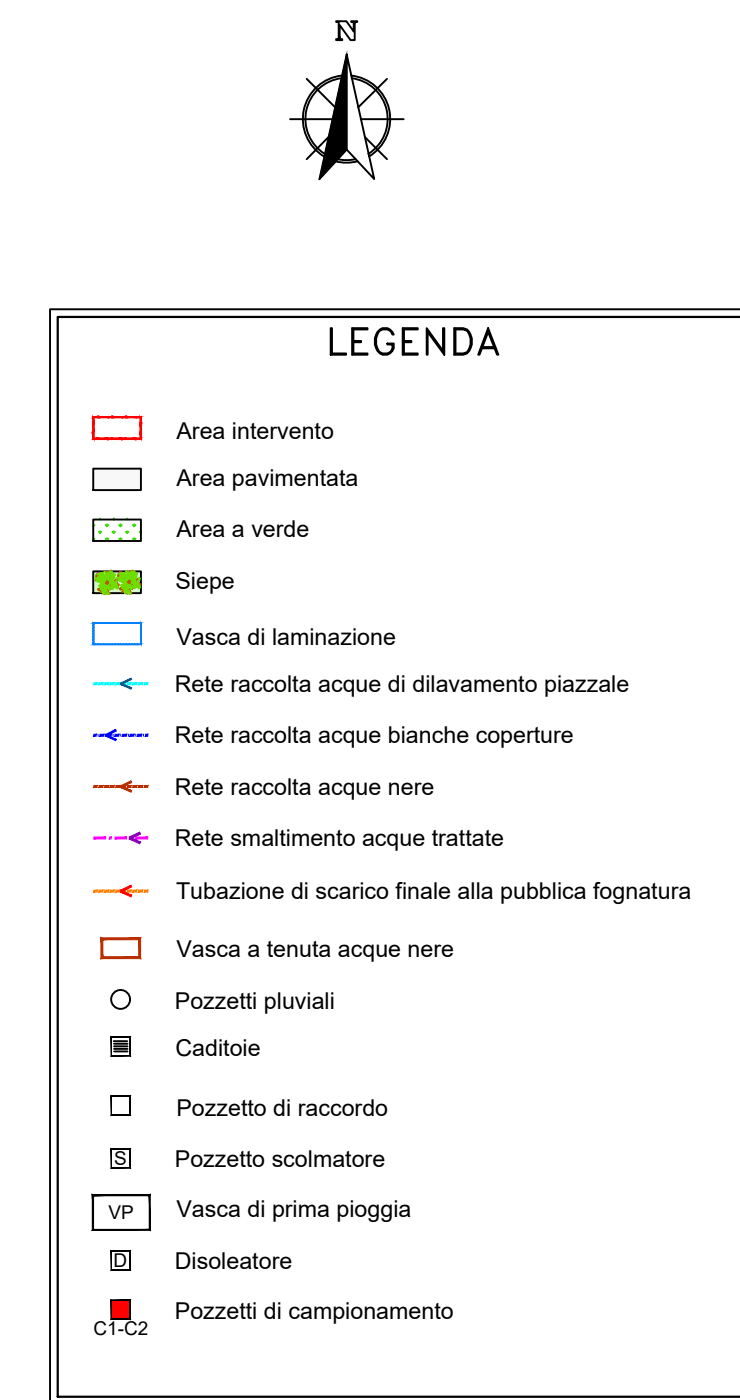 N
LEGENDA
Area intervento
Area pavimentata
Area a verde
Siepe
Vasca di laminazione
Rete raccolta acque di dilavamento piazzale
Rete raccolta acque bianche coperture
Rete raccolta acque nere
Rete smaltimento acque trattate
Tubazione di scarico finale alla pubblica fognatura
Vasca a tenuta acque nere
Pozzetti pluviali
Caditoie
Pozzetto di raccordo
S Pozzetto scolmatore
VP Vasca di prima pioggia
D Disoleatore
Pozzetti di campionamento
C1-C2